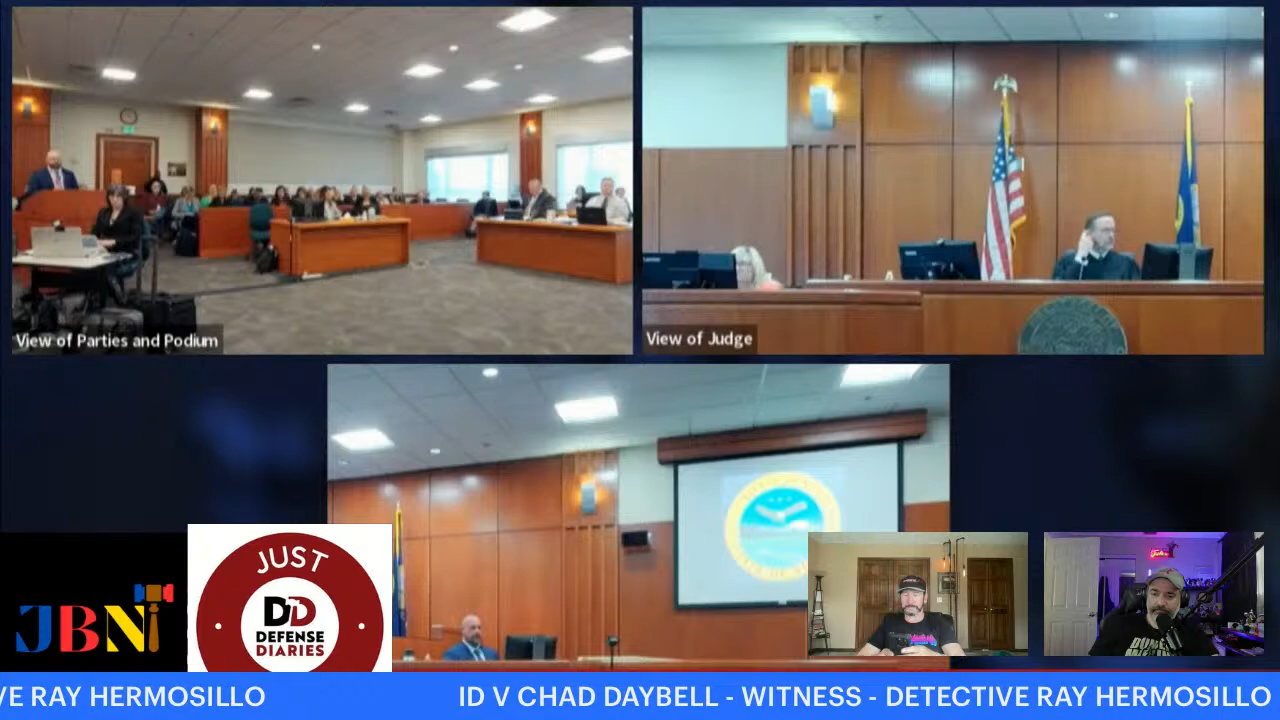 View of Parties and Podium
View of Judge
JBN
JUST
DD
DEFENSE
DIARIES
VE RAY HERMOSILLO
ID V CHAD DAYBELL - WITNESS - DETECTIVE RAY HERMOSILLO